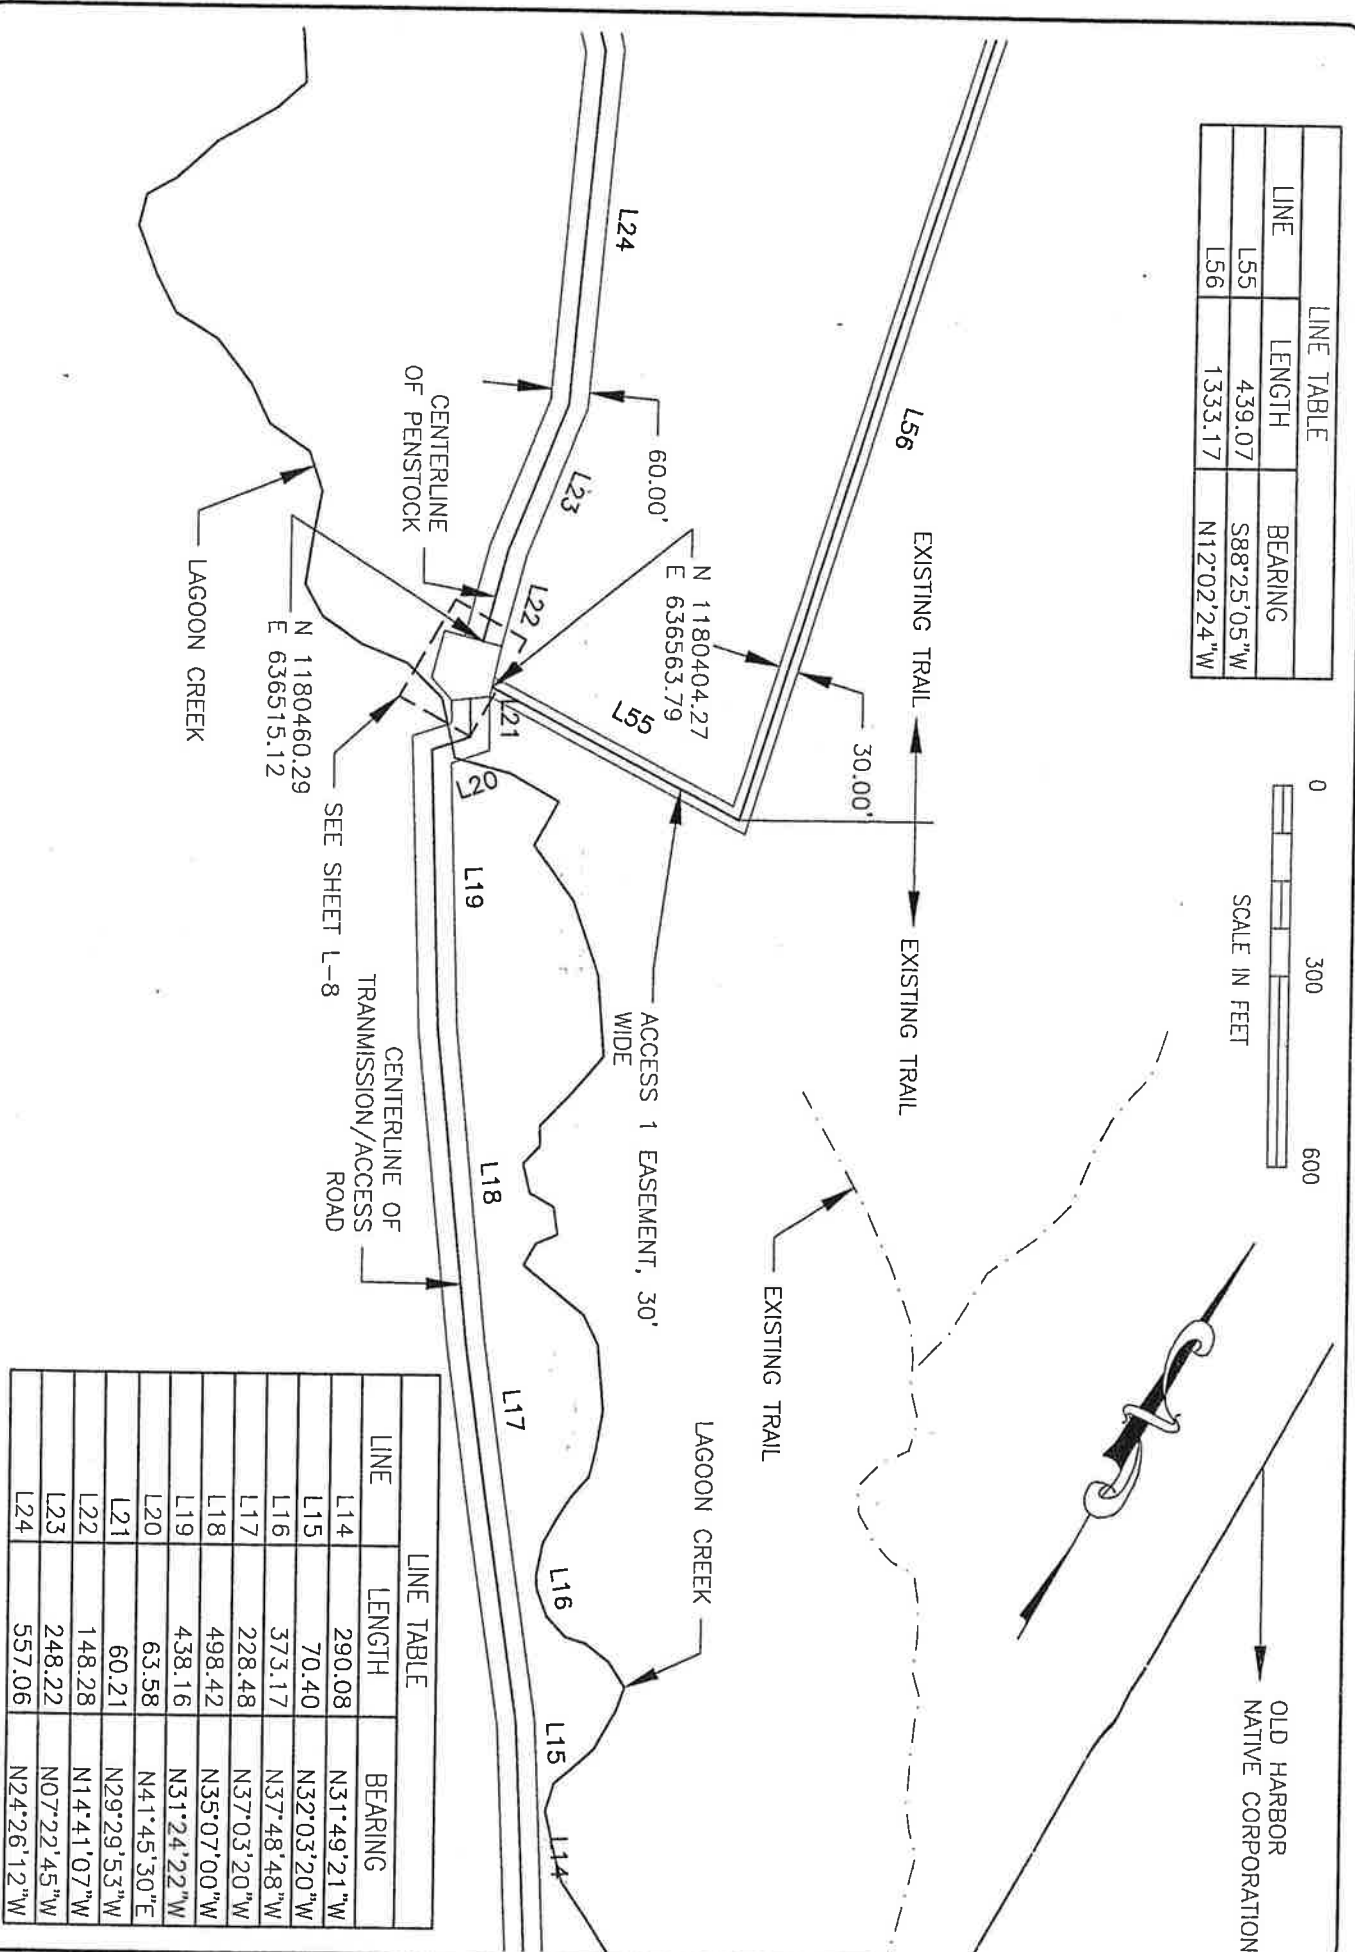 LINE TABLE
LINE LENGTH BEARING
L55 439.07 S88°25'05"W
L56 1333.17 N12°02'24"W
0 300 600
SCALE IN FEET
OLD HARBOR
NATIVE CORPORATION
EXISTING TRAIL
EXISTING TRAIL
L56
30.00'
60.00'
N 1180404.27
E 636563.79
L55
ACCESS 1 EASEMENT, 30'
WIDE
EXISTING TRAIL
LAGOON CREEK
L24
L23
L22
L21
L20
L19
L18
L17
L16
L15
L14
CENTERLINE
OF PENSTOCK
N 1180460.29
E 636515.12
LAGOON CREEK
SEE SHEET L-8
CENTERLINE OF
TRANMISSION/ACCESS
ROAD
LINE TABLE
LINE LENGTH BEARING
L14 290.08 N31°49'21"W
L15 70.40 N32°03'20"W
L16 373.17 N37°48'48"W
L17 228.48 N37°03'20"W
L18 498.42 N35°07'00"W
L19 438.16 N31°24'22"W
L20 63.58 N41°45'30"E
L21 60.21 N29°29'53"W
L22 148.28 N14°41'07"W
L23 248.22 N07°22'45"W
L24 557.06 N24°26'12"W